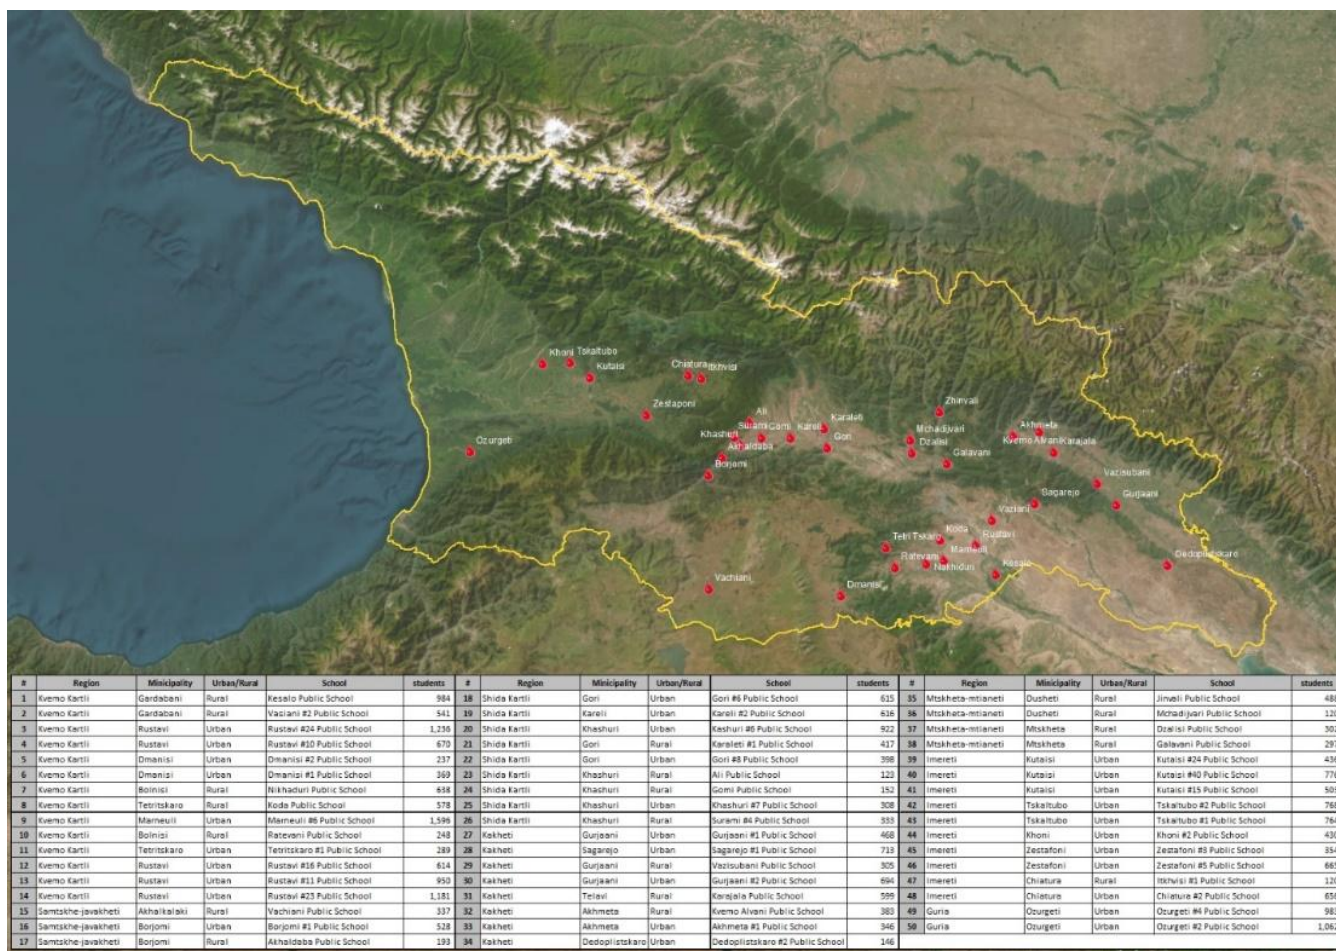 Khoni Tskaltubo
Kutaisi
Chiatura Itkhvisi
Zestaponi
Zhinvali
Ali
Surami Gomi Kareli Karaleti
Khashuri
Akhaldaba
Gori
Mchadijvari
Dzalisi
Akhmeta
Kvemo Alvani Karajala
Ozurgeti
Borjomi
Galavani
Vazisubani
Sagarejo
Gurjaani
Vaziani
Koda
Tetri Tskaro
Rustavi
Marneuli
Ratevani
Nakhiduri
Kesalo
Dedoplistskaro
Vachiani
Dmanisi
# Region Minicipality Urban/Rural School students # Region Minicipality Urban/Rural School students # Region Minicipality Urban/Rural School students
1 Kvemo Kartli Gardabani Rural Kesalo Public School 984 18 Shida Kartli Gori Urban Gori #6 Public School 615 35 Mtskheta-mtianeti Dusheti Rural Jinvali Public School 488
2 Kvemo Kartli Gardabani Rural Vasiani #2 Public School 541 19 Shida Kartli Kareli Urban Kareli #2 Public School 616 36 Mtskheta-mtianeti Dusheti Rural Mchadijvari Public School 120
3 Kvemo Kartli Rustavi Urban Rustavi #24 Public School 1,236 20 Shida Kartli Khashuri Urban Kashuri #6 Public School 922 37 Mtskheta-mtianeti Mtskheta Rural Dzalisi Public School 302
4 Kvemo Kartli Rustavi Urban Rustavi #10 Public School 670 21 Shida Kartli Gori Rural Karaleti #1 Public School 417 38 Mtskheta-mtianeti Mtskheta Rural Galavani Public School 297
5 Kvemo Kartli Dmanisi Urban Dmanisi #2 Public School 237 22 Shida Kartli Gori Urban Gori #8 Public School 398 39 Imereti Kutaisi Urban Kutaisi #24 Public School 436
6 Kvemo Kartli Dmanisi Urban Dmanisi #1 Public School 369 23 Shida Kartli Khashuri Rural Ali Public School 123 40 Imereti Kutaisi Urban Kutaisi #40 Public School 776
7 Kvemo Kartli Bolnisi Rural Nikhaduri Public School 638 24 Shida Kartli Khashuri Rural Gomi Public School 152 41 Imereti Kutaisi Urban Kutaisi #15 Public School 503
8 Kvemo Kartli Tetritskaro Rural Koda Public School 578 25 Shida Kartli Khashuri Urban Khashuri #7 Public School 308 42 Imereti Tskaltubo Urban Tskaltubo #2 Public School 768
9 Kvemo Kartli Marneuli Urban Marneuli #6 Public School 1,596 26 Shida Kartli Khashuri Rural Surami #4 Public School 333 43 Imereti Tskaltubo Urban Tskaltubo #1 Public School 764
10 Kvemo Kartli Bolnisi Rural Ratevani Public School 248 27 Kakheti Gurjaani Urban Gurjaani #1 Public School 468 44 Imereti Khoni Urban Khoni #2 Public School 430
11 Kvemo Kartli Tetritskaro Urban Tetritskaro #1 Public School 289 28 Kakheti Sagarejo Urban Sagarejo #1 Public School 713 45 Imereti Zestafoni Urban Zestafoni #3 Public School 354
12 Kvemo Kartli Rustavi Urban Rustavi #16 Public School 614 29 Kakheti Gurjaani Rural Vazisubani Public School 305 46 Imereti Zestafoni Urban Zestafoni #5 Public School 665
13 Kvemo Kartli Rustavi Urban Rustavi #11 Public School 950 30 Kakheti Gurjaani Urban Gurjaani #2 Public School 694 47 Imereti Chiatura Rural Itkhvisi #1 Public School 120
14 Kvemo Kartli Rustavi Urban Rustavi #23 Public School 1,181 31 Kakheti Telavi Rural Karajala Public School 599 48 Imereti Chiatura Urban Chiatura #2 Public School 656
15 Samtskhe-javakheti Akhalkalaki Rural Vachiani Public School 337 32 Kakheti Akhmeta Rural Kvemo Alvani Public School 383 49 Guria Ozurgeti Urban Ozurgeti #4 Public School 983
16 Samtskhe-javakheti Borjomi Urban Borjomi #1 Public School 528 33 Kakheti Akhmeta Urban Akhmeta #1 Public School 346 50 Guria Ozurgeti Urban Ozurgeti #2 Public School
17 Samtskhe-javakheti Borjomi Rural Akhaldaba Public School 193 34 Kakheti Dedoplistskaro Urban Dedoplistskaro #2 Public School 146